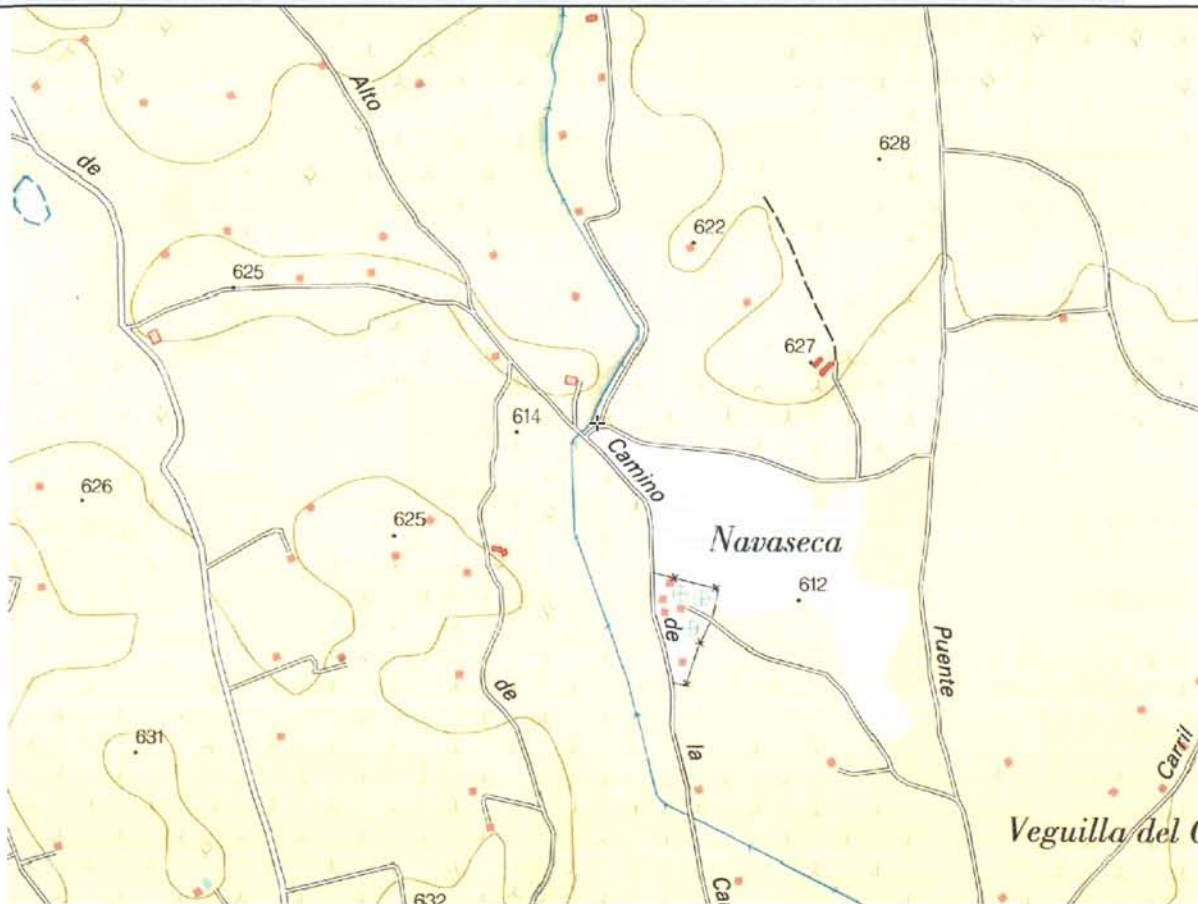 Alto
628
de
622
625
627
614
Camino
626
625
Navaseca
612
de
Puente
de
631
la
Carril
Veguilla del
632